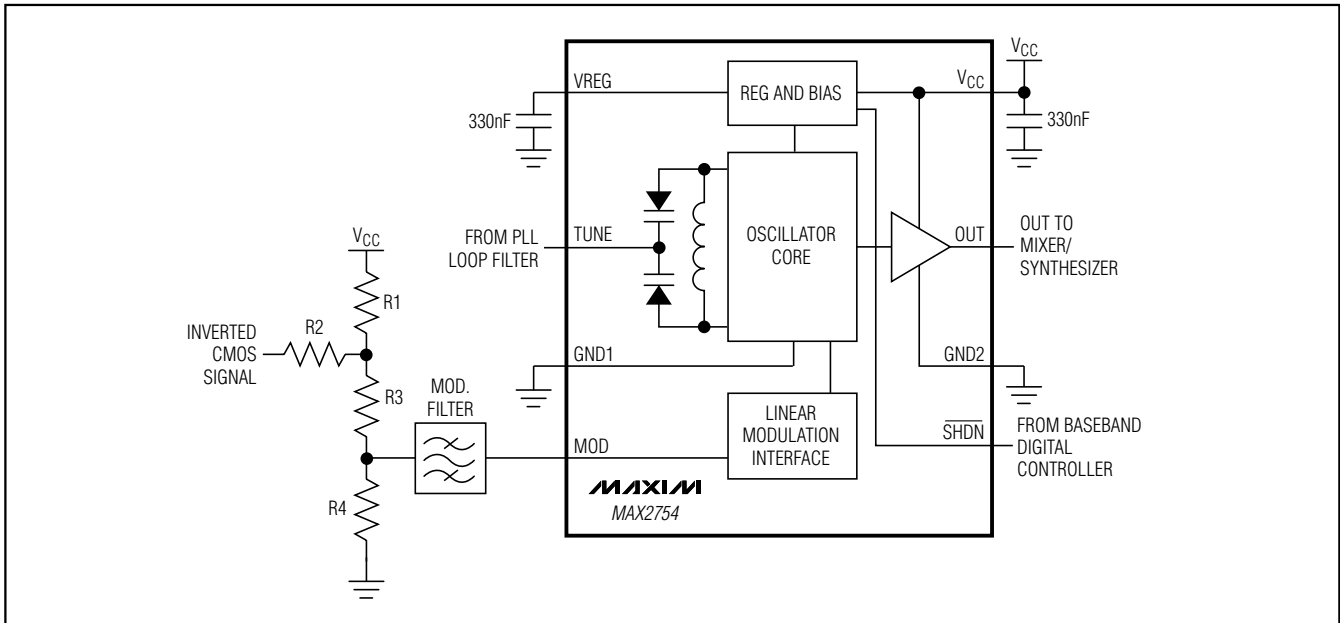 VREG
330nF
REG AND BIAS
VCC
VCC
330nF
FROM PLL
LOOP FILTER
TUNE
OSCILLATOR
CORE
OUT
OUT TO
MIXER/
SYNTHESIZER
VCC
R1
INVERTED
CMOS
SIGNAL
R2
R3
R4
MOD.
FILTER
GND1
GND2
MOD
LINEAR
MODULATION
INTERFACE
SHDN
FROM BASEBAND
DIGITAL
CONTROLLER
MAXIM
MAX2754